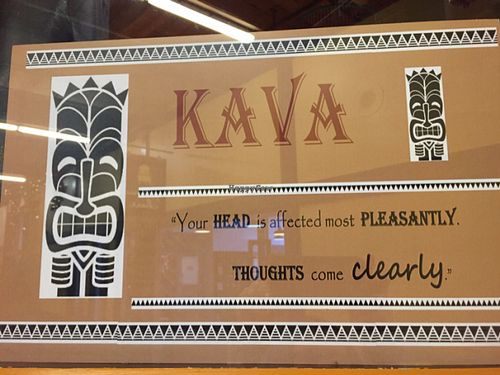 KAVA
"Your HEAD is affected most PLEASANTLY.
THOUGHTS come clearly."